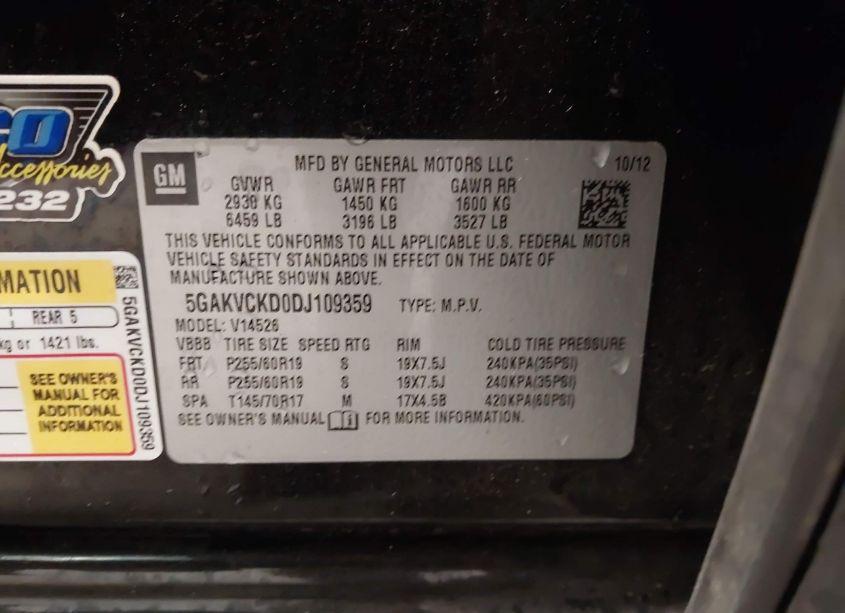 CO
Accessories
232
MATION
REAR 5
kg or 1421 lbs.
SEE OWNER'S
MANUAL FOR
ADDITIONAL
INFORMATION
5GAKVCKD0DJ109359
GM
MFD BY GENERAL MOTORS LLC 10/12
GVWR GAWR FRT GAWR RR
2930 KG 1450 KG 1600 KG
6459 LB 3196 LB 3527 LB
THIS VEHICLE CONFORMS TO ALL APPLICABLE U.S. FEDERAL MOTOR
VEHICLE SAFETY STANDARDS IN EFFECT ON THE DATE OF
MANUFACTURE SHOWN ABOVE.
5GAKVCKD0DJ109359 TYPE: M.P.V.
MODEL: V14526
VBBB TIRE SIZE SPEED RTG RIM COLD TIRE PRESSURE
FRT P255/60R19 S 19X7.5J 240KPA(35PSI)
RR P255/60R19 S 19X7.5J 240KPA(35PSI)
SPA T145/70R17 M 17X4.5B 420KPA(60PSI)
SEE OWNER'S MANUAL FOR MORE INFORMATION.